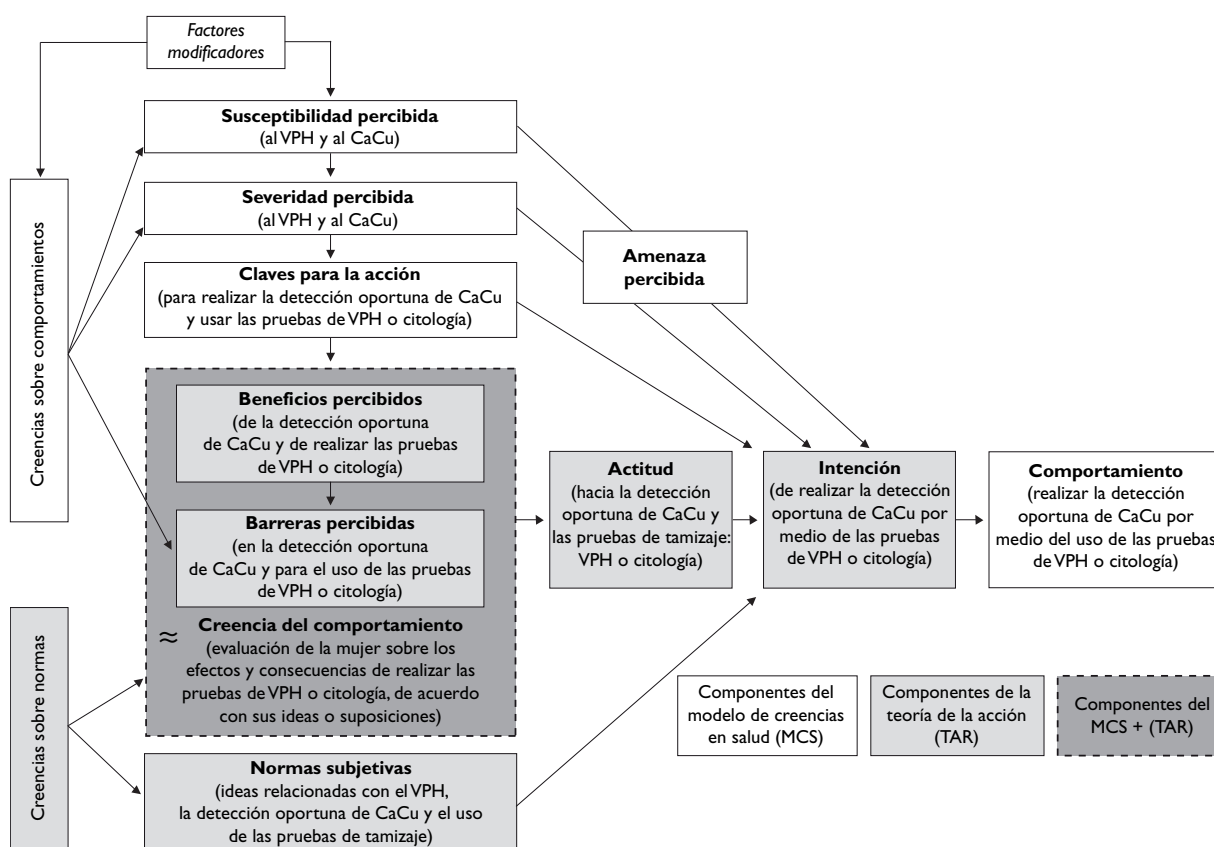 Factores
modificadores
Susceptibilidad percibida
(al VPH y al CaCu)
Severidad percibida
(al VPH y al CaCu)
Claves para la acción
(para realizar la detección oportuna de CaCu
y usar las pruebas de VPH o citología)
Amenaza
percibida
Creencias sobre comportamientos
Beneficios percibidos
(de la detección oportuna
de CaCu y de realizar las pruebas
de VPH o citología)
Barreras percibidas
(en la detección oportuna
de CaCu y para el uso de las pruebas
de VPH o citología)
≈ Creencia del comportamiento
(evaluación de la mujer sobre los
efectos y consecuencias de realizar las
pruebas de VPH o citología, de acuerdo
con sus ideas o suposiciones)
Actitud
(hacia la detección
oportuna de CaCu y
las pruebas de tamizaje:
VPH o citología)
Intención
(de realizar la detección
oportuna de CaCu por
medio de las pruebas
de VPH o citología)
Comportamiento
(realizar la detección
oportuna de CaCu por
medio del uso de las pruebas
de VPH o citología)
Creencias sobre normas
Normas subjetivas
(ideas relacionadas con el VPH,
la detección oportuna de CaCu y el uso
de las pruebas de tamizaje)
Componentes del
modelo de creencias
en salud (MCS)
Componentes de la
teoría de la acción
(TAR)
Componentes del
MCS + (TAR)